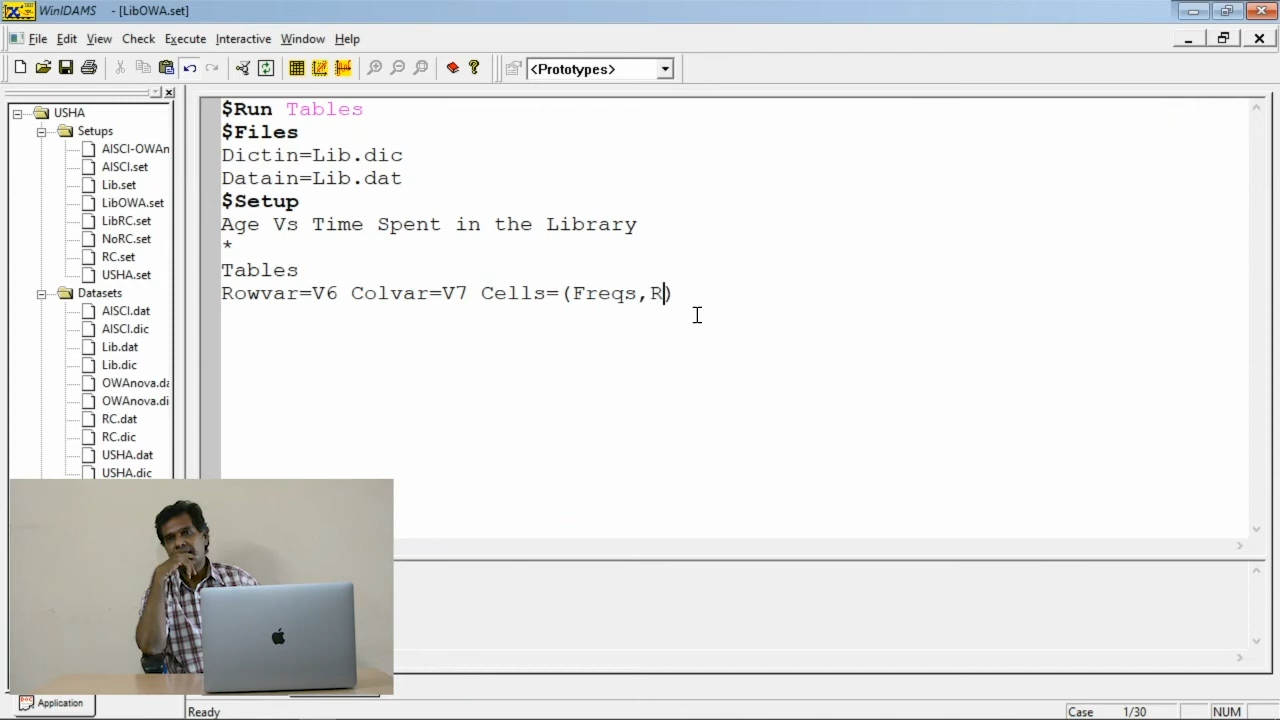 WinIDAMS - [LibOWA.set]
File Edit View Check Execute Interactive Window Help
<Prototypes>
USHA
Setups
AISCI-OWAn
AISCI.set
Lib.set
LibOWA.set
LibRC.set
NoRC.set
RC.set
USHA.set
Datasets
AISCI.dat
AISCI.dic
Lib.dat
Lib.dic
OWAnova.da
OWAnova.di
RC.dat
RC.dic
USHA.dat
USHA.dic
$Run Tables
$Files
Dictin=Lib.dic
Datain=Lib.dat
$Setup
Age Vs Time Spent in the Library
*
Tables
Rowvar=V6 Colvar=V7 Cells=(Freqs,R)
Application
Ready Case 1/30 NUM